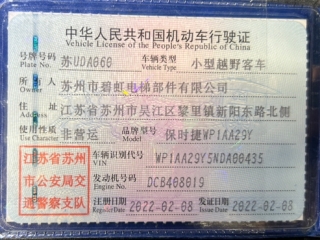 中华人民共和国机动车行驶证
Vehicle License of the People's Republic of China
号牌号码 Plate No. 苏UDA060 车辆类型 Vehicle Type 小型越野客车
所有人 Owner 苏州市碧虹电梯部件有限公司
住址 Address 江苏省苏州市吴江区黎里镇新阳东路北侧
使用性质 Use Character 非营运 品牌型号 Model 保时捷WP1AA29Y
江苏省苏州市公安局交通警察支队
车辆识别代号 VIN WP1AA29Y5NDA00435
发动机号码 Engine No. DCB408619
注册日期 Register Date 2022-02-08 发证日期 Issue Date 2022-02-08